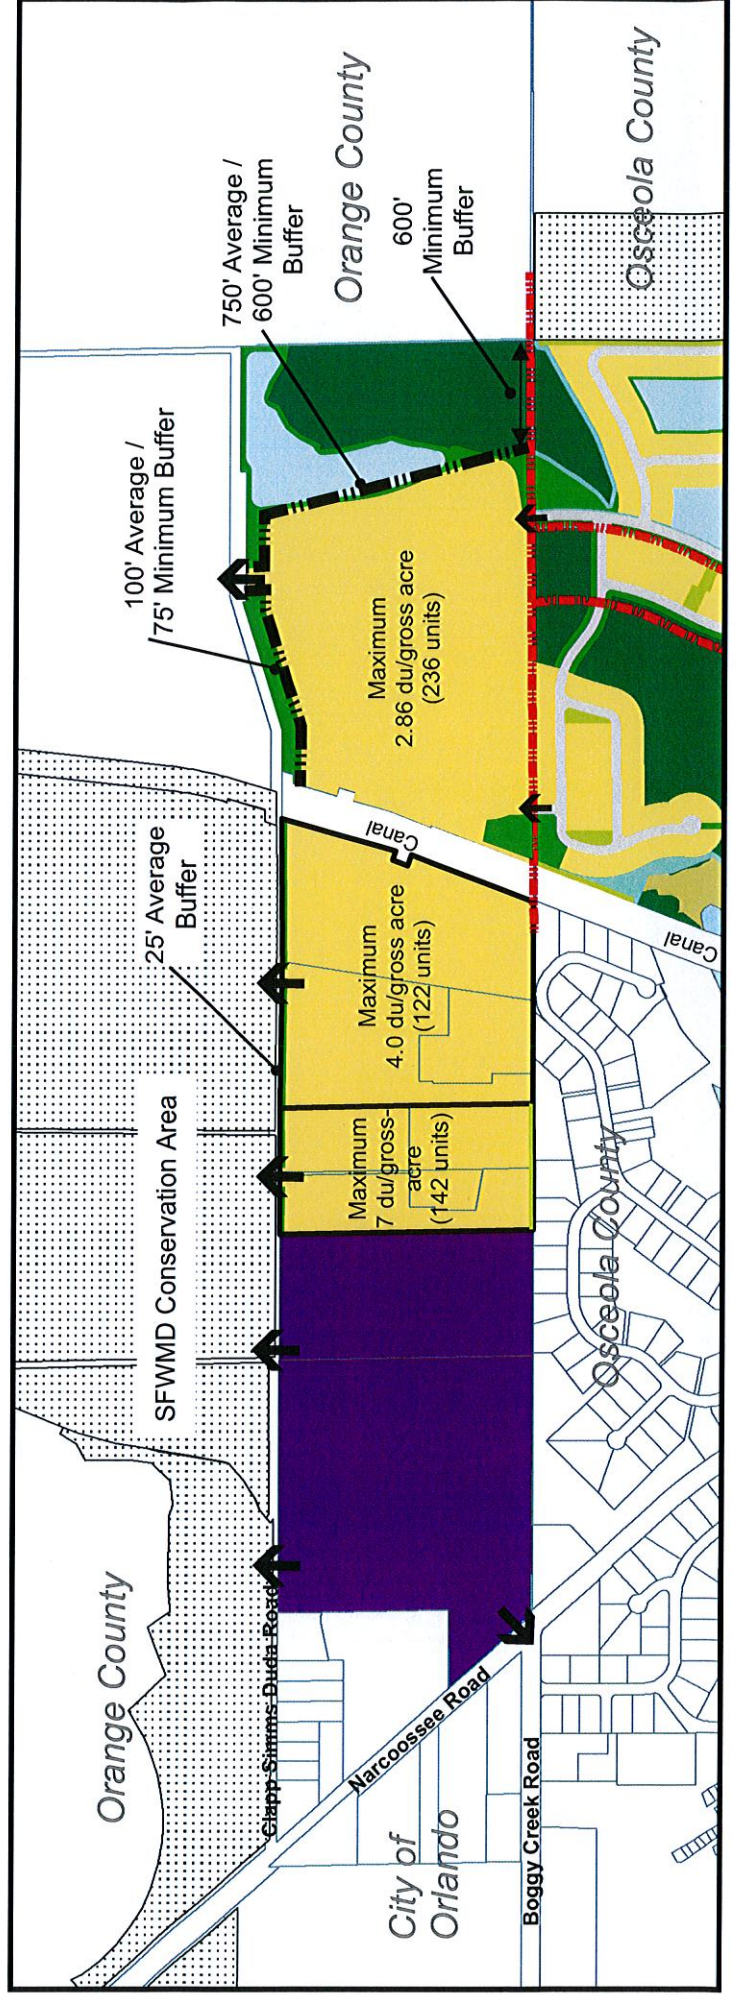 Orange County
SFWMD Conservation Area
25' Average
Buffer
100' Average /
75' Minimum Buffer
750' Average /
600' Minimum
Buffer
Orange County
600'
Minimum
Buffer
Clapp Simms Duda Road
Narcoossee Road
City of
Orlando
Boggy Creek Road
Maximum
7 du/gross-
acre
(142 units)
Maximum
4.0 du/gross acre
(122 units)
Canal
Maximum
2.86 du/gross acre
(236 units)
Osceola County
Canal
Osceola County